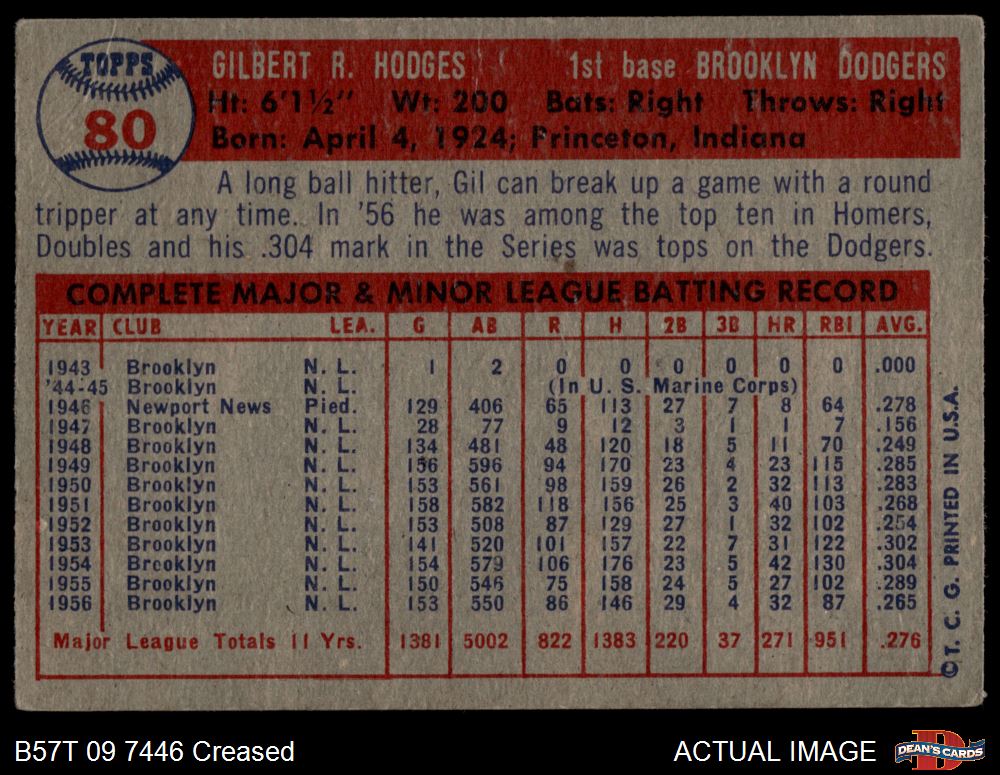 TOPPS
80
GILBERT R. HODGES 1st base BROOKLYN DODGERS
Ht: 6'1½" Wt: 200 Bats: Right Throws: Right
Born: April 4, 1924; Princeton, Indiana
A long ball hitter, Gil can break up a game with a round
tripper at any time. In '56 he was among the top ten in Homers,
Doubles and his .304 mark in the Series was tops on the Dodgers.
COMPLETE MAJOR & MINOR LEAGUE BATTING RECORD
YEAR CLUB LEA. G AB R H 2B 3B HR RBI AVG.
1943 Brooklyn N. L. 1 2 0 0 0 0 0 0 .000
'44-45 Brooklyn N. L. (In U. S. Marine Corps)
1946 Newport News Pied. 129 406 65 113 27 7 8 64 .278
1947 Brooklyn N. L. 28 77 9 12 3 1 1 7 .156
1948 Brooklyn N. L. 134 481 48 120 18 5 11 70 .249
1949 Brooklyn N. L. 156 596 94 170 23 4 23 115 .285
1950 Brooklyn N. L. 153 561 98 159 26 2 32 113 .283
1951 Brooklyn N. L. 158 582 118 156 25 3 40 103 .268
1952 Brooklyn N. L. 153 508 87 129 27 1 32 102 .254
1953 Brooklyn N. L. 141 520 101 157 22 7 31 122 .302
1954 Brooklyn N. L. 154 579 106 176 23 5 42 130 .304
1955 Brooklyn N. L. 150 546 75 158 24 5 27 102 .289
1956 Brooklyn N. L. 153 550 86 146 29 4 32 87 .265
Major League Totals 11 Yrs. 1381 5002 822 1383 220 37 271 951 .276
©T. C. G. PRINTED IN U.S.A.
B57T 09 7446 Creased
ACTUAL IMAGE
DEAN'S CARDS